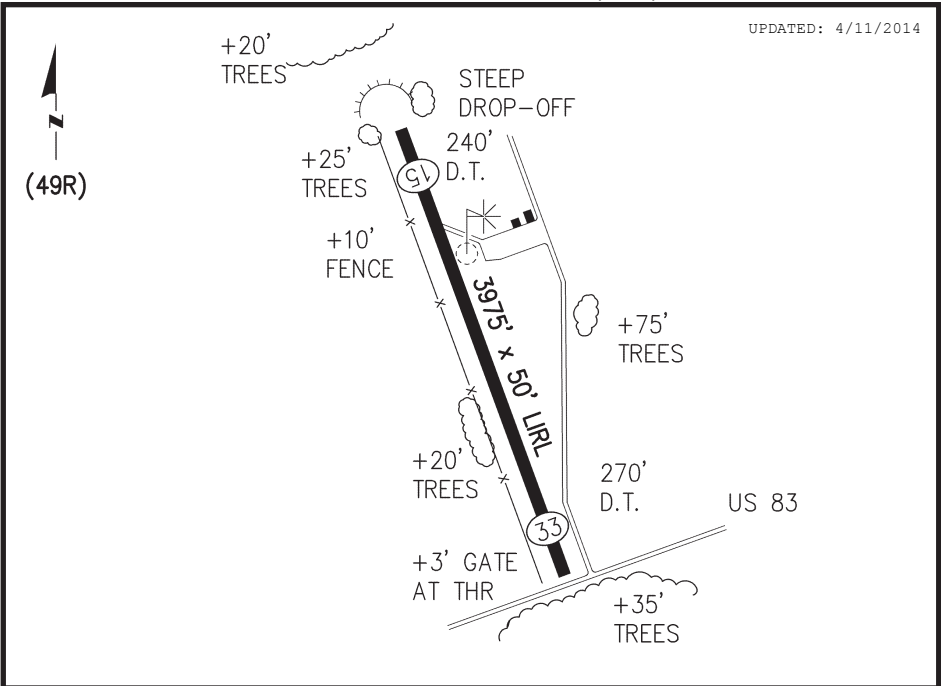 UPDATED: 4/11/2014
+20'
TREES
STEEP
DROP-OFF
N
(49R)
240'
D.T.
+25'
TREES
15
+10'
FENCE
3975' x 50' LIRL
+75'
TREES
+20'
TREES
270'
D.T.
US 83
33
+3' GATE
AT THR
+35'
TREES